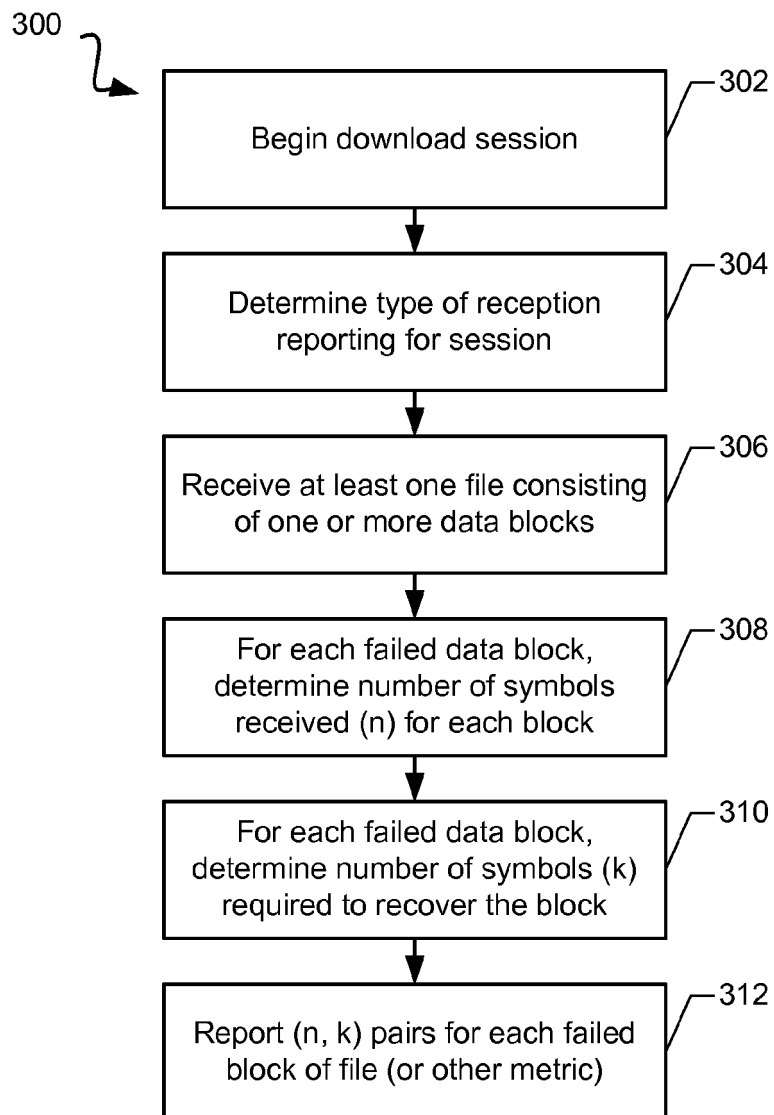 300
302
Begin download session
304
Determine type of reception
reporting for session
306
Receive at least one file consisting
of one or more data blocks
308
For each failed data block,
determine number of symbols
received (n) for each block
310
For each failed data block,
determine number of symbols (k)
required to recover the block
312
Report (n, k) pairs for each failed
block of file (or other metric)